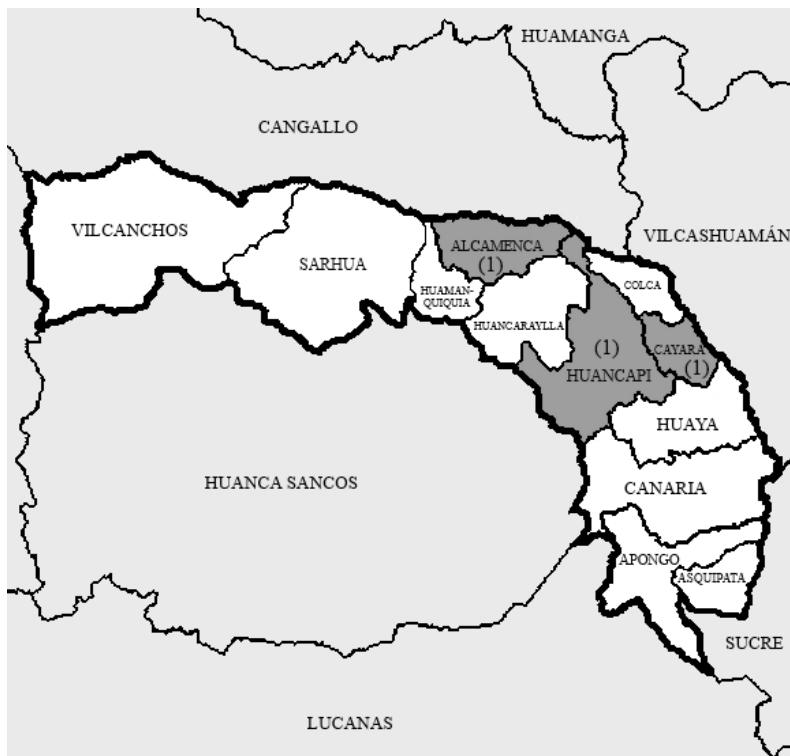 HUAMANGA
CANGALLO
VILCANCHOS
VILCASHUAMÁN
ALCAMENCA
(1)
SARHUA
COLCA
HUAMAN-
QUIQUIA
HUANCARAYLLA
(1)
HUANCAPI
CAYARA
(1)
HUAYA
HUANCA SANCOS
CANARIA
APONGO
ASQUIPATA
SUCRE
LUCANAS